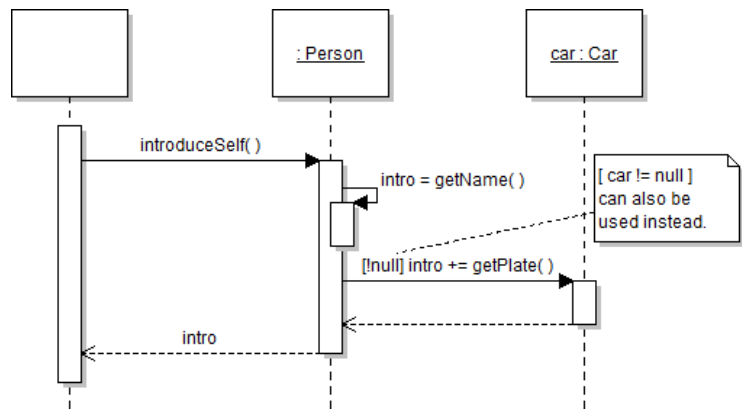 : Person
car : Car
introduceSelf( )
intro = getName( )
[ car != null ]
can also be
used instead.
[!null] intro += getPlate( )
intro